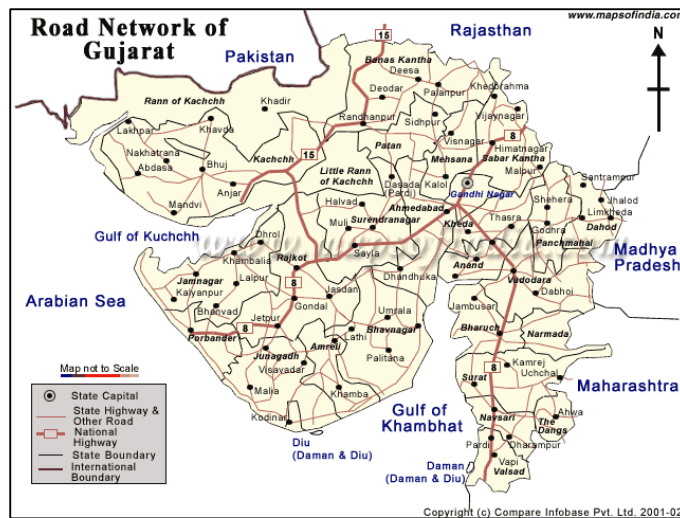 www.mapsofindia.com
Road Network of
Gujarat
Rajasthan
Pakistan
N
15
Banas Kantha
Deesa
Khedbrahma
Rann of Kachchh
Khadir
Deodar
Palanpur
Vijaynagar
Lakhpat
Khavda
Randhanpur
Sidhpur
8
Visnagar
Himatnagar
Nakhatrana
Kachchh
15
Patan
Mehsana
Sabar Kantha
Abdasa
Bhuj
Malpur
Little Rann
of Kachchh
Dasada
(Pardi)
Kalol
Santrampur
Anjar
Gandhi Nagar
Halvad
Ahmedabad
Shehera
Jhalod
Mandvi
Muli
Surendranagar
Kheda
Thasra
Limkheda
Godhra
Dahod
Gulf of Kuchchh
Dhrol
Panchmahal
Madhya
Pradesh
Khambalia
Rajkot
Sayla
Anand
Jamnagar
Lalpur
Dhandhuka
Vadodara
Arabian Sea
Kalyanpur
Jasdan
Dabhoi
Bhanvad
Gondal
Umrala
Jambusar
8
Jetpur
Porbander
Lathi
Bhavnagar
Bharuch
Narmada
Amreli
Junagadh
Visavadar
Palitana
8
Kamrej
Uchchal
Map not to Scale
Malia
Khamba
Surat
Maharashtra
State Capital
State Highway &
Other Road
National
Highway
State Boundary
International
Boundary
Kodinar
Gulf of
Khambhat
Navsari
Ahwa
The
Dangs
Diu
(Daman & Diu)
Pardi
Dharampur
Daman
(Daman & Diu)
Vapi
Valsad
Copyright (c) Compare Infobase Pvt. Ltd. 2001-02